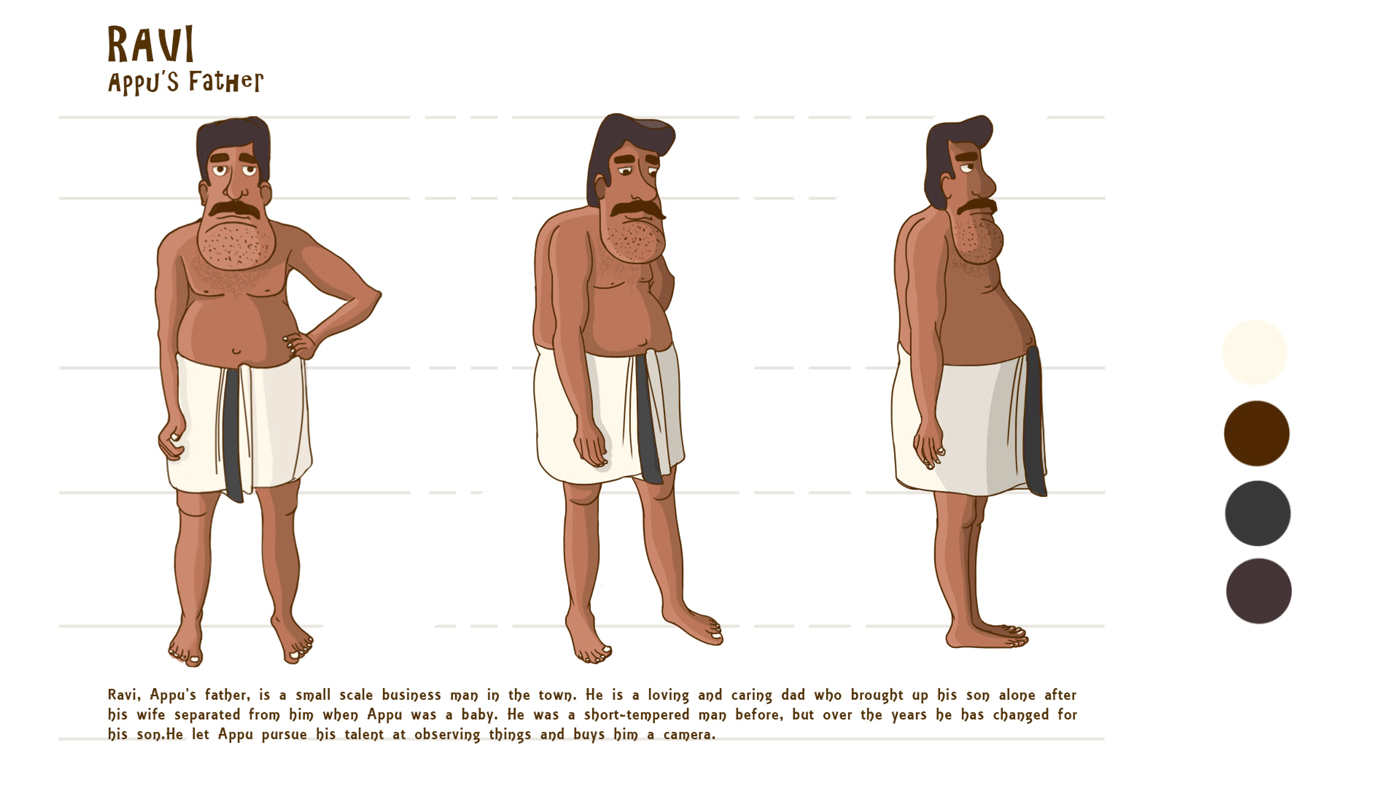 RAVI
Appu's Father
Ravi, Appu's father, is a small scale business man in the town. He is a loving and caring dad who brought up his son alone after
his wife separated from him when Appu was a baby. He was a short-tempered man before, but over the years he has changed for
his son.He let Appu pursue his talent at observing things and buys him a camera.